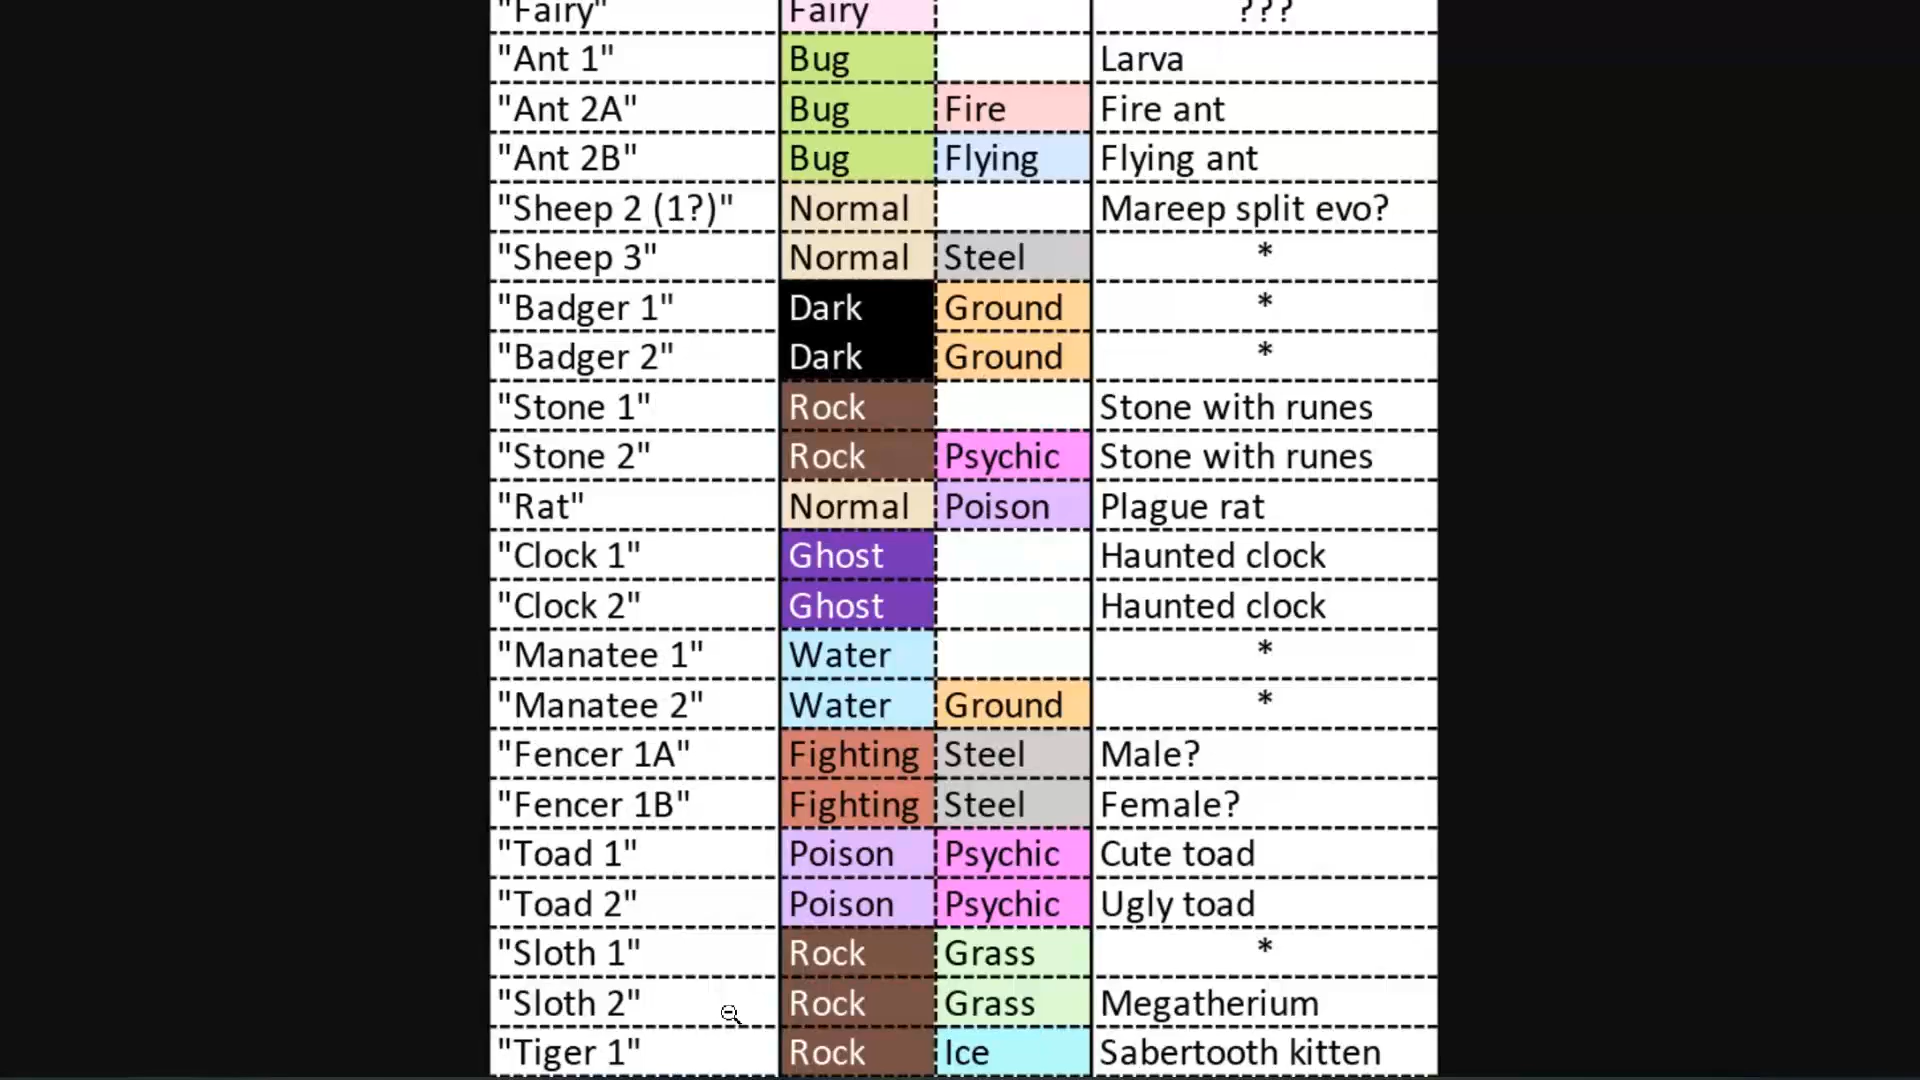 "Fairy" Fairy ???
"Ant 1" Bug Larva
"Ant 2A" Bug Fire Fire ant
"Ant 2B" Bug Flying Flying ant
"Sheep 2 (1?)" Normal Mareep split evo?
"Sheep 3" Normal Steel *
"Badger 1" Dark Ground *
"Badger 2" Dark Ground *
"Stone 1" Rock Stone with runes
"Stone 2" Rock Psychic Stone with runes
"Rat" Normal Poison Plague rat
"Clock 1" Ghost Haunted clock
"Clock 2" Ghost Haunted clock
"Manatee 1" Water *
"Manatee 2" Water Ground *
"Fencer 1A" Fighting Steel Male?
"Fencer 1B" Fighting Steel Female?
"Toad 1" Poison Psychic Cute toad
"Toad 2" Poison Psychic Ugly toad
"Sloth 1" Rock Grass *
"Sloth 2" Rock Grass Megatherium
"Tiger 1" Rock Ice Sabertooth kitten